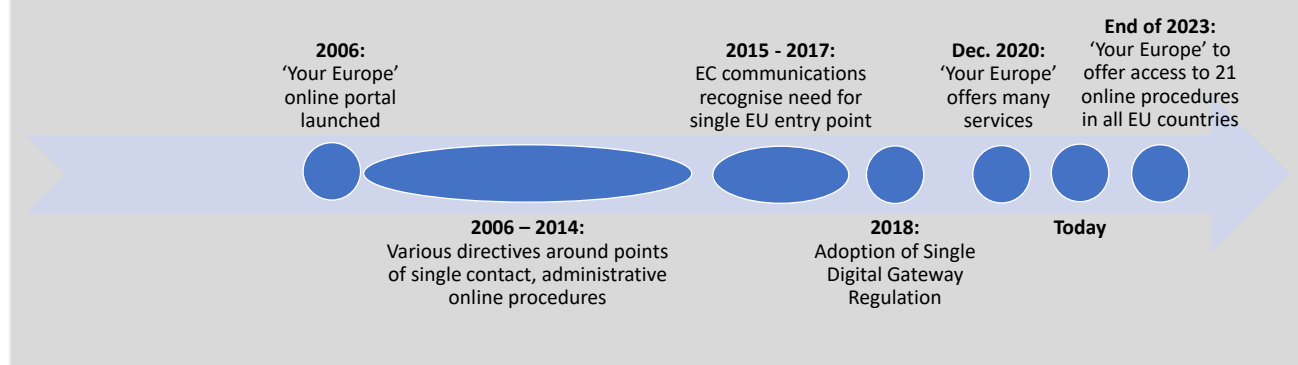 2006:
‘Your Europe’
online portal
launched
2006 – 2014:
Various directives around points
of single contact, administrative
online procedures
2015 - 2017:
EC communications
recognise need for
single EU entry point
2018:
Adoption of Single
Digital Gateway
Regulation
Dec. 2020:
‘Your Europe’
offers many
services
Today
End of 2023:
‘Your Europe’ to
offer access to 21
online procedures
in all EU countries